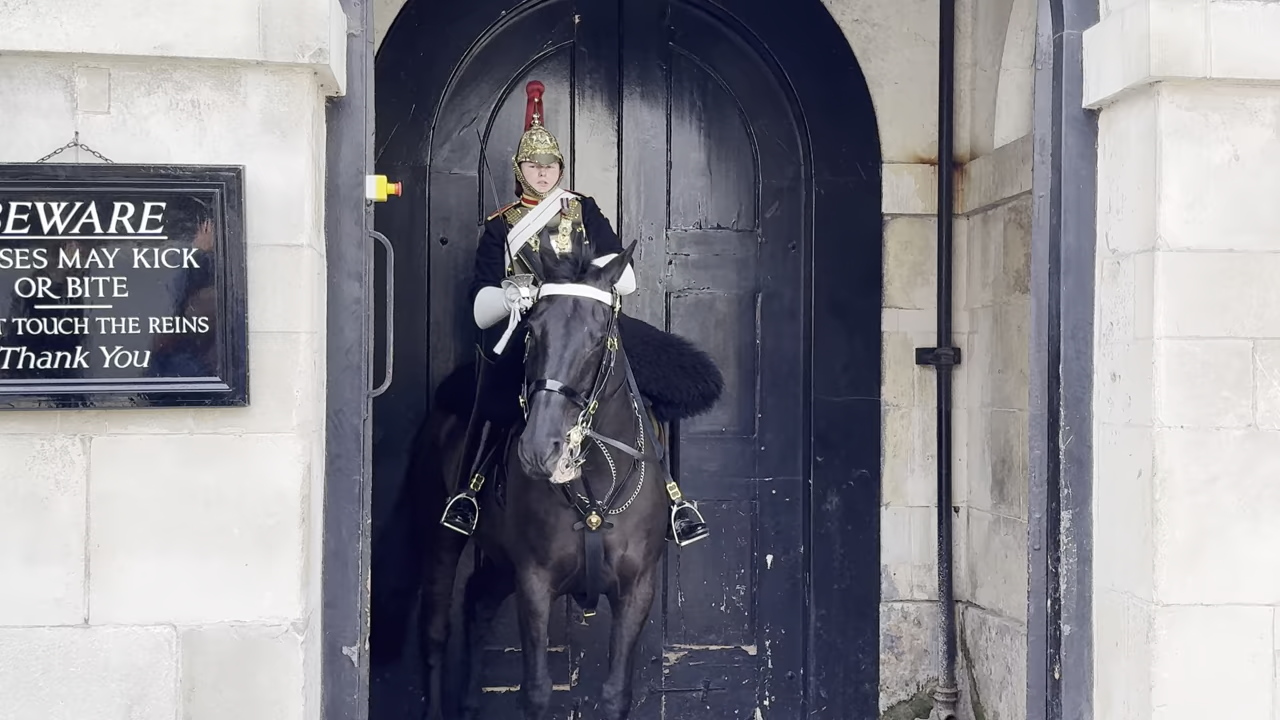 BEWARE
SES MAY KICK
OR BITE
T TOUCH THE REINS
Thank You